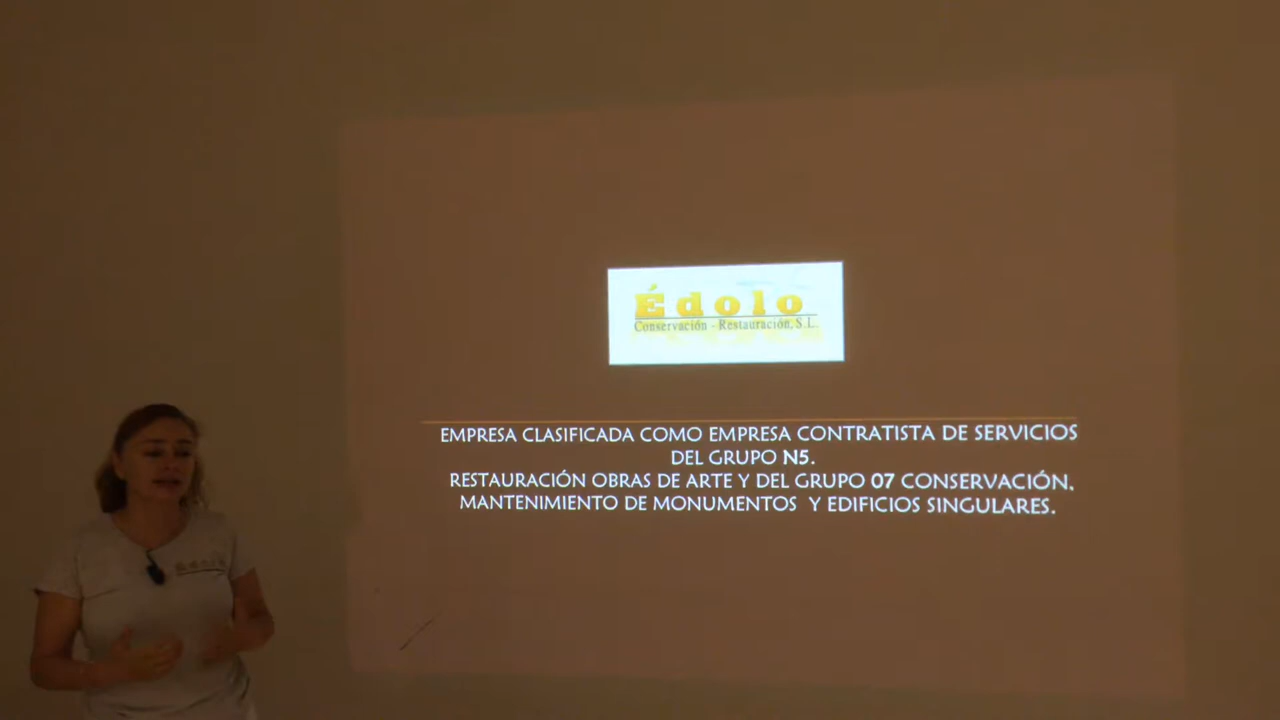 Édolo
Conservación - Restauración, S.L.
EMPRESA CLASIFICADA COMO EMPRESA CONTRATISTA DE SERVICIOS
DEL GRUPO N5.
RESTAURACIÓN OBRAS DE ARTE Y DEL GRUPO 07 CONSERVACIÓN,
MANTENIMIENTO DE MONUMENTOS Y EDIFICIOS SINGULARES.